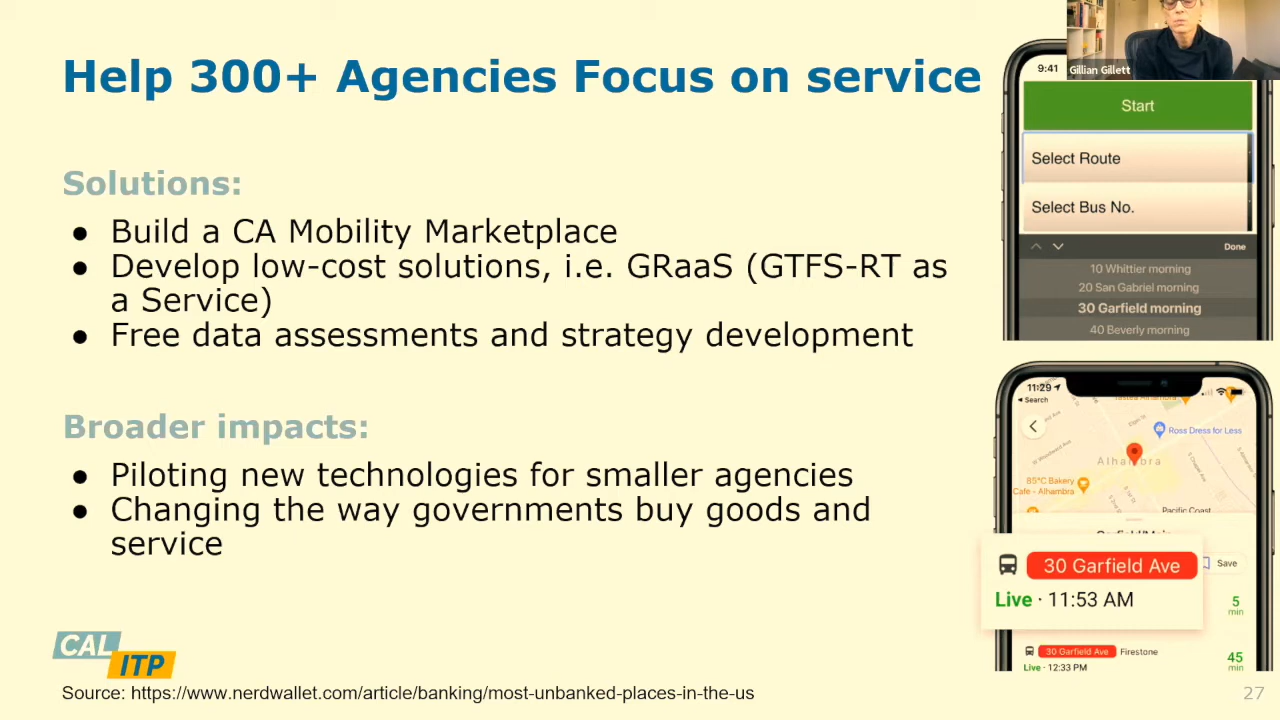 Help 300+ Agencies Focus on service
Solutions:
● Build a CA Mobility Marketplace
● Develop low-cost solutions, i.e. GRaaS (GTFS-RT as
a Service)
● Free data assessments and strategy development
Broader impacts:
● Piloting new technologies for smaller agencies
● Changing the way governments buy goods and
service
CAL
ITP
Source: https://www.nerdwallet.com/article/banking/most-unbanked-places-in-the-us
27
Gillian Gillett
9:41
Start
Select Route
Select Bus No.
Done
10 Whittier morning
20 San Gabriel morning
30 Garfield morning
40 Beverly morning
11:29
Search
Ross Dress for Less
Alhambra
85°C Bakery
Cafe - Alhambra
Pacific Coast
30 Garfield Ave
Save
Live · 11:53 AM
5
min
30 Garfield Ave Firestone
45
min
Live · 12:33 PM